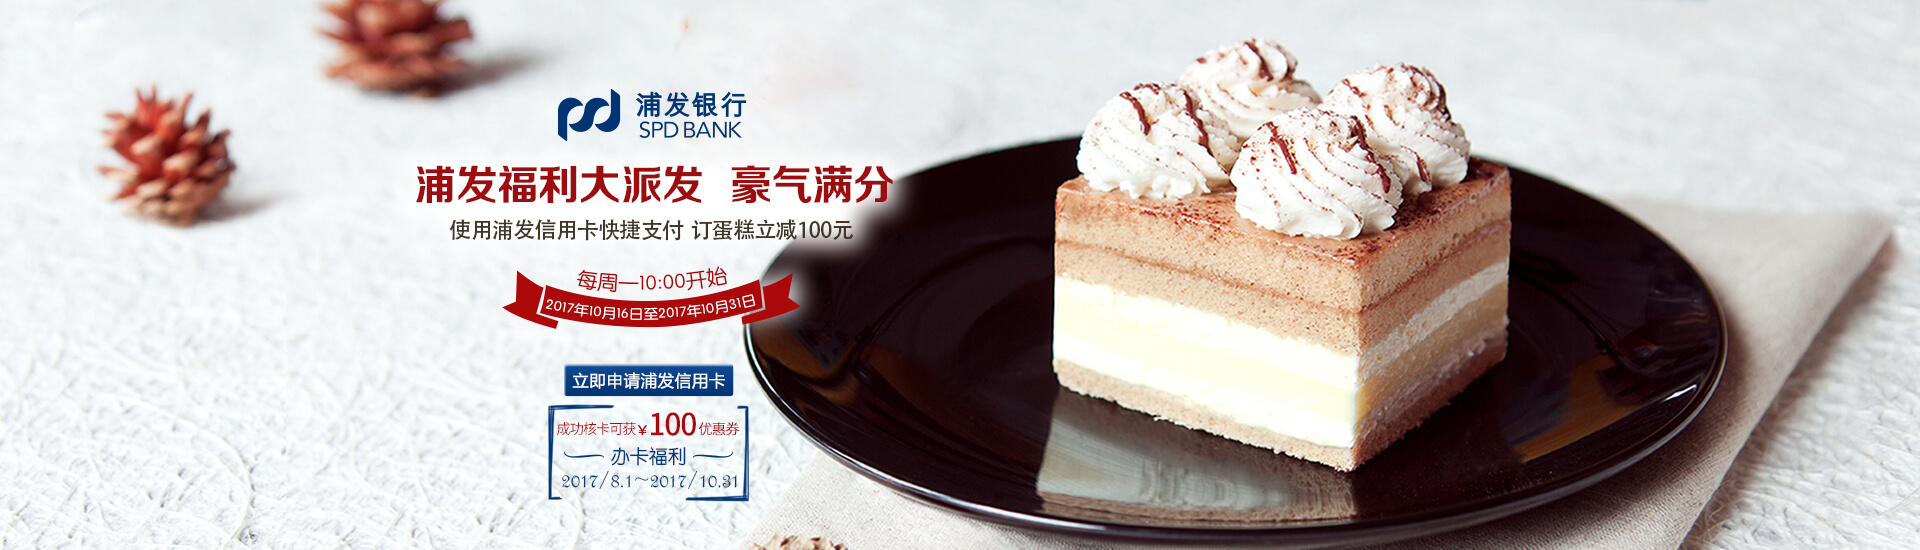 浦发银行
SPD BANK
浦发福利大派发 豪气满分
使用浦发信用卡快捷支付 订蛋糕立减100元
每周一10:00开始
2017年10月16日至2017年10月31日
立即申请浦发信用卡
成功核卡可获¥100优惠券
办卡福利
2017/8.1~2017/10.31